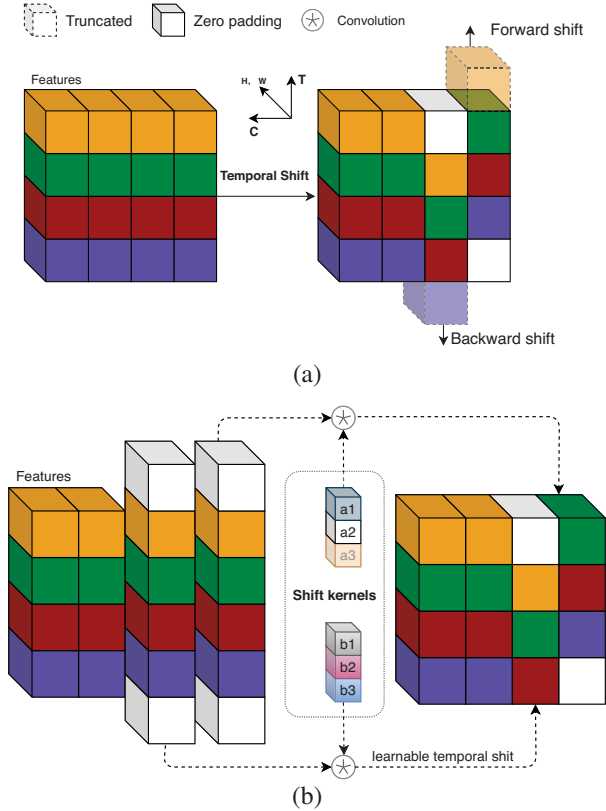 Truncated Zero padding Convolution
Forward shift
Features
H, W T
C
Temporal Shift
Backward shift
(a)
Features
a1
a2
a3
Shift kernels
b1
b2
b3
learnable temporal shit
(b)